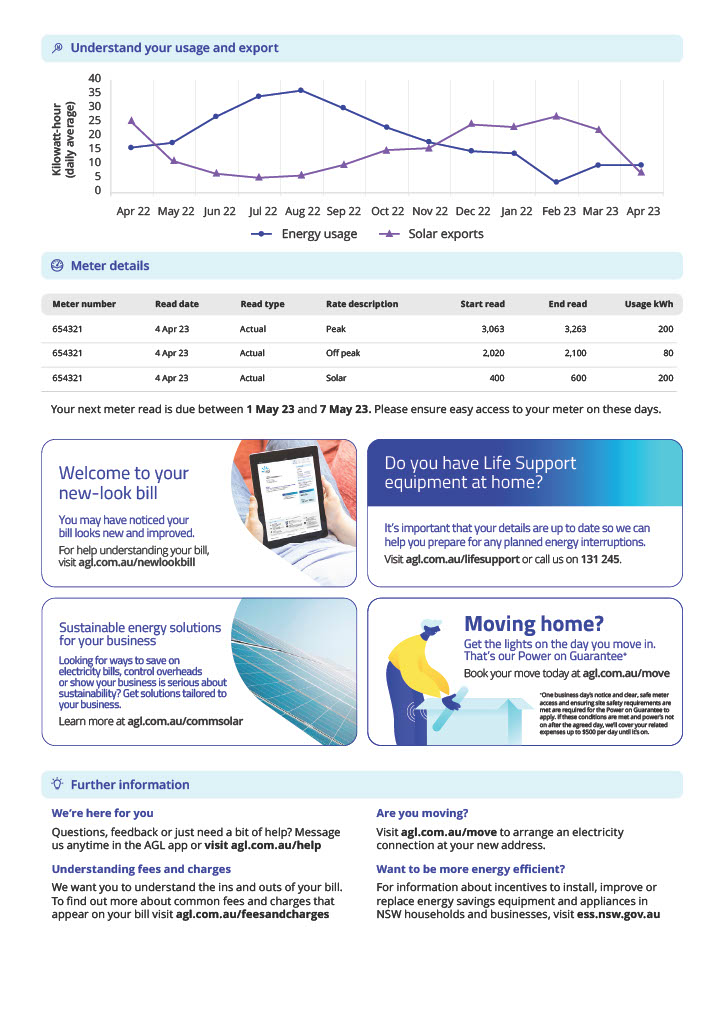 Understand your usage and export
Kilowatt-hour
(daily average)
40
35
30
25
20
15
10
5
0
Apr 22 May 22 Jun 22 Jul 22 Aug 22 Sep 22 Oct 22 Nov 22 Dec 22 Jan 22 Feb 23 Mar 23 Apr 23
Energy usage Solar exports
Meter details
Meter number Read date Read type Rate description Start read End read Usage kWh
654321 4 Apr 23 Actual Peak 3,063 3,263 200
654321 4 Apr 23 Actual Off peak 2,020 2,100 80
654321 4 Apr 23 Actual Solar 400 600 200
Your next meter read is due between 1 May 23 and 7 May 23. Please ensure easy access to your meter on these days.
Welcome to your
new-look bill
You may have noticed your
bill looks new and improved.
For help understanding your bill,
visit agl.com.au/newlookbill
Do you have Life Support
equipment at home?
It's important that your details are up to date so we can
help you prepare for any planned energy interruptions.
Visit agl.com.au/lifesupport or call us on 131 245.
Sustainable energy solutions
for your business
Looking for ways to save on
electricity bills, control overheads
or show your business is serious about
sustainability? Get solutions tailored to
your business.
Learn more at agl.com.au/commsolar
Moving home?
Get the lights on the day you move in.
That's our Power on Guarantee*
Book your move today at agl.com.au/move
*One business day's notice and clear, safe meter
access and ensuring site safety requirements are
met are required for the Power on Guarantee to
apply. If these conditions are met and power's not
on after the agreed day, we'll cover your related
expenses up to $500 per day until it's on.
Further information
We're here for you
Questions, feedback or just need a bit of help? Message
us anytime in the AGL app or visit agl.com.au/help
Understanding fees and charges
We want you to understand the ins and outs of your bill.
To find out more about common fees and charges that
appear on your bill visit agl.com.au/feesandcharges
Are you moving?
Visit agl.com.au/move to arrange an electricity
connection at your new address.
Want to be more energy efficient?
For information about incentives to install, improve or
replace energy savings equipment and appliances in
NSW households and businesses, visit ess.nsw.gov.au